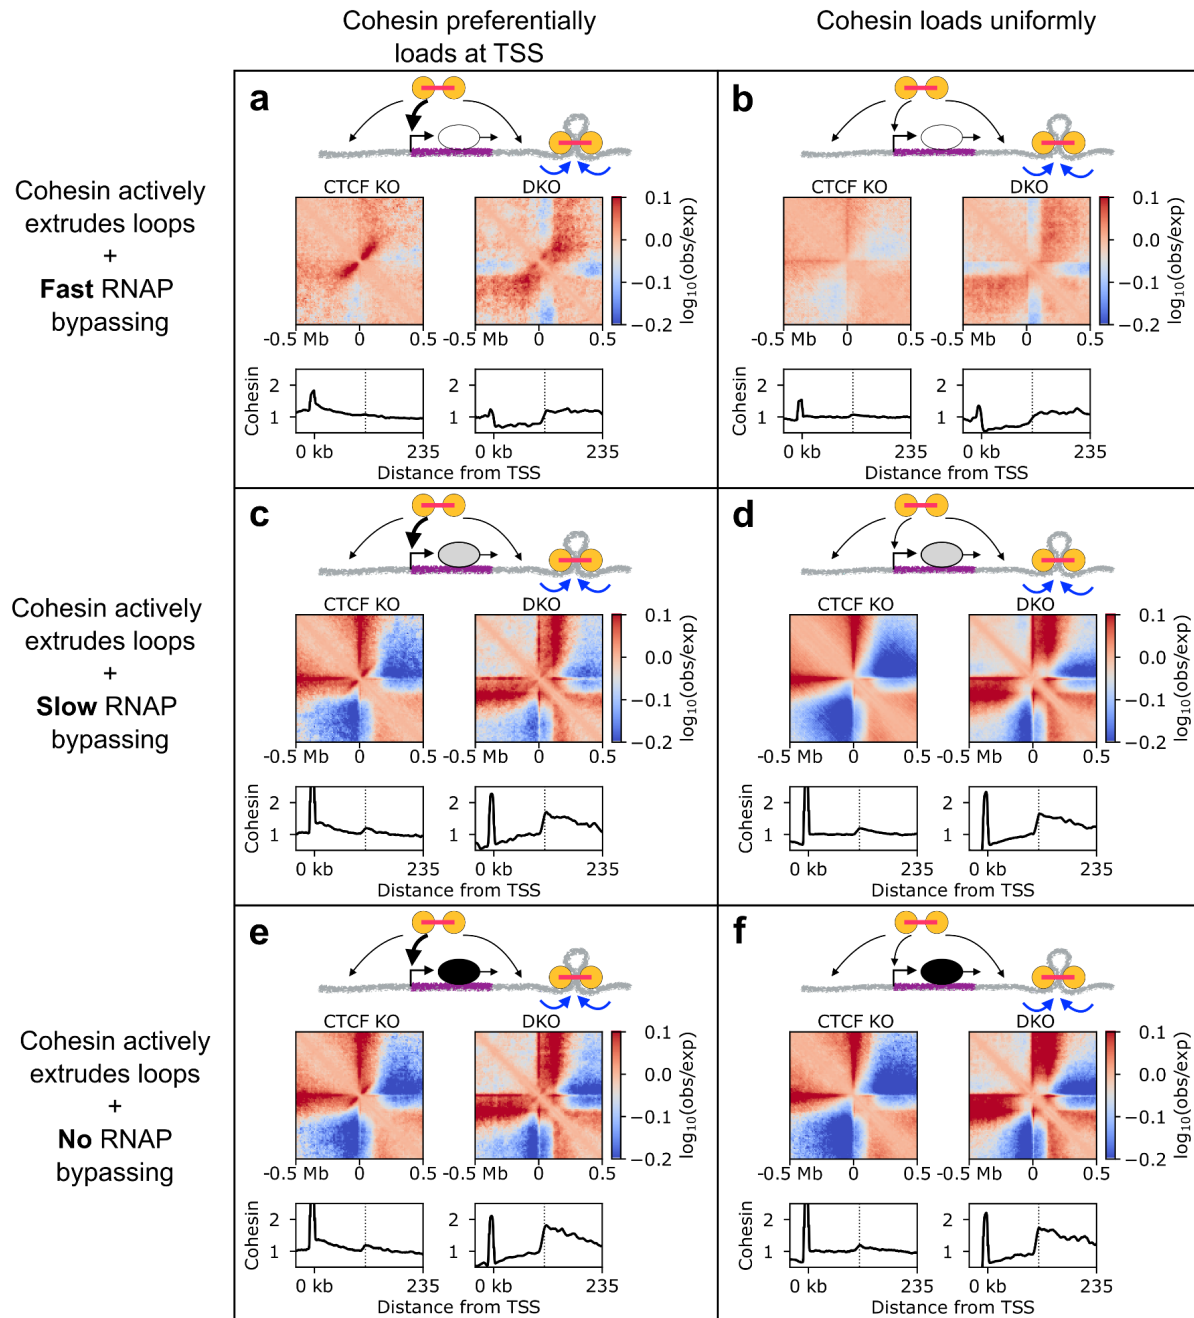 Cohesin preferentially
loads at TSS
Cohesin loads uniformly
Cohesin actively
extrudes loops
+
Fast RNAP
bypassing
a
CTCF KO
DKO
0.1
0.0
−0.1
−0.2
log10(obs/exp)
-0.5 Mb 0 0.5
-0.5 Mb 0 0.5
Cohesin
2
1
0 kb 235
0 kb 235
Distance from TSS
b
CTCF KO
DKO
0.1
0.0
−0.1
−0.2
log10(obs/exp)
-0.5 Mb 0 0.5
-0.5 Mb 0 0.5
Cohesin
2
1
0 kb 235
0 kb 235
Distance from TSS
Cohesin actively
extrudes loops
+
Slow RNAP
bypassing
c
CTCF KO
DKO
0.1
0.0
−0.1
−0.2
log10(obs/exp)
-0.5 Mb 0 0.5
-0.5 Mb 0 0.5
Cohesin
2
1
0 kb 235
0 kb 235
Distance from TSS
d
CTCF KO
DKO
0.1
0.0
−0.1
−0.2
log10(obs/exp)
-0.5 Mb 0 0.5
-0.5 Mb 0 0.5
Cohesin
2
1
0 kb 235
0 kb 235
Distance from TSS
Cohesin actively
extrudes loops
+
No RNAP
bypassing
e
CTCF KO
DKO
0.1
0.0
−0.1
−0.2
log10(obs/exp)
-0.5 Mb 0 0.5
-0.5 Mb 0 0.5
Cohesin
2
1
0 kb 235
0 kb 235
Distance from TSS
f
CTCF KO
DKO
0.1
0.0
−0.1
−0.2
log10(obs/exp)
-0.5 Mb 0 0.5
-0.5 Mb 0 0.5
Cohesin
2
1
0 kb 235
0 kb 235
Distance from TSS